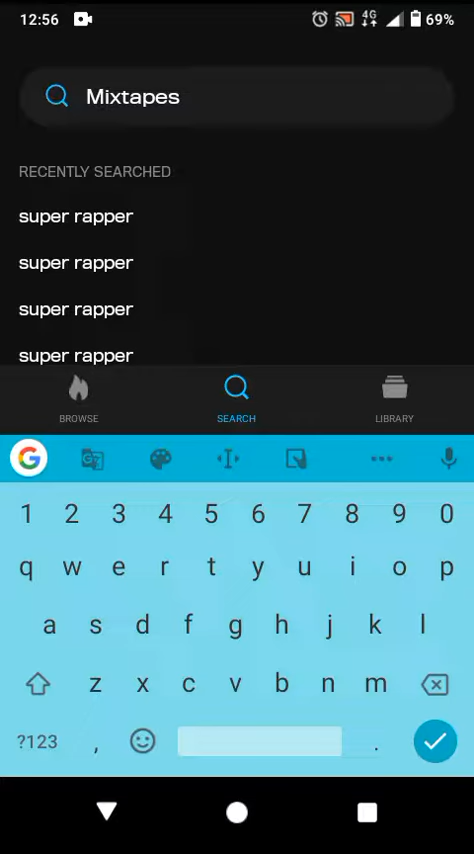 12:56 4G 69%
Mixtapes
RECENTLY SEARCHED
super rapper
super rapper
super rapper
super rapper
BROWSE SEARCH LIBRARY
G
1 2 3 4 5 6 7 8 9 0
q w e r t y u i o p
a s d f g h j k l
z x c v b n m
?123 , .